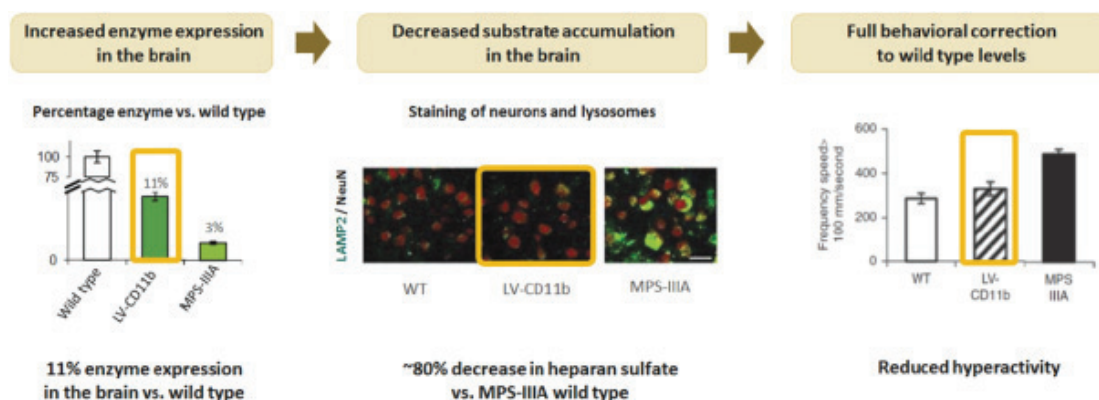 Increased enzyme expression
in the brain
Decreased substrate accumulation
in the brain
Full behavioral correction
to wild type levels
Percentage enzyme vs. wild type
100
75
0
11%
3%
Wild type
LV-CD11b
MPS-IIIA
Staining of neurons and lysosomes
LAMP2 / NeuN
WT
LV-CD11b
MPS-IIIA
Frequency speed>
100 mm/second
600
400
200
0
WT
LV-
CD11b
MPS
IIIA
11% enzyme expression
in the brain vs. wild type
~80% decrease in heparan sulfate
vs. MPS-IIIA wild type
Reduced hyperactivity